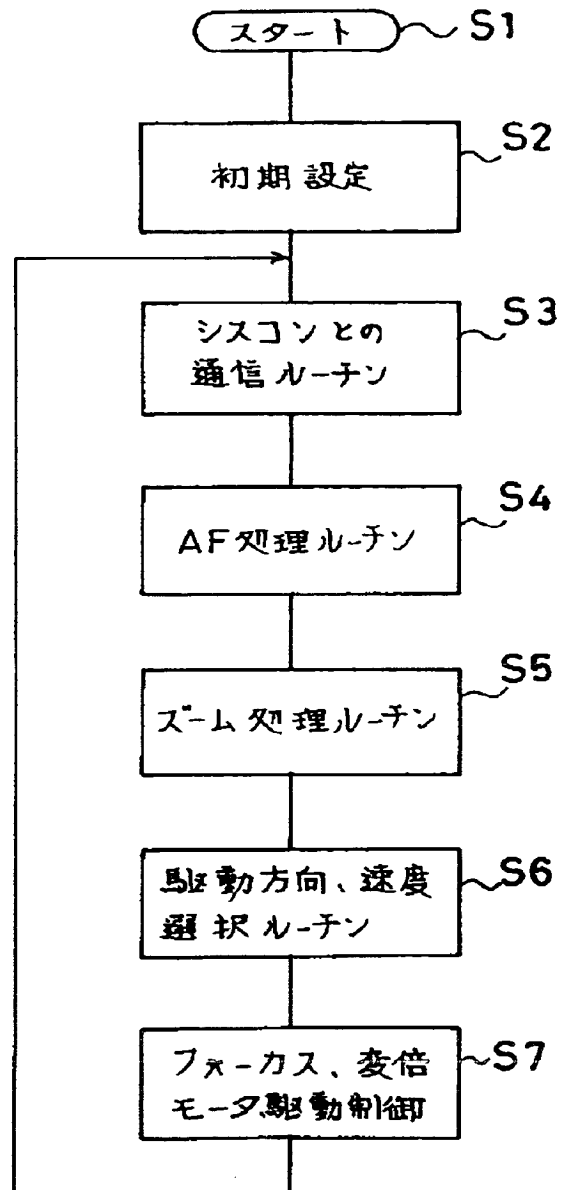 スタート S1
S2
初期設定
シスコンとの S3
通信ルーチン
S4
AF処理ルーチン
S5
ズーム処理ルーチン
駆動方向、速度 S6
選択ルーチン
フォーカス、変倍 S7
モータ駆動制御